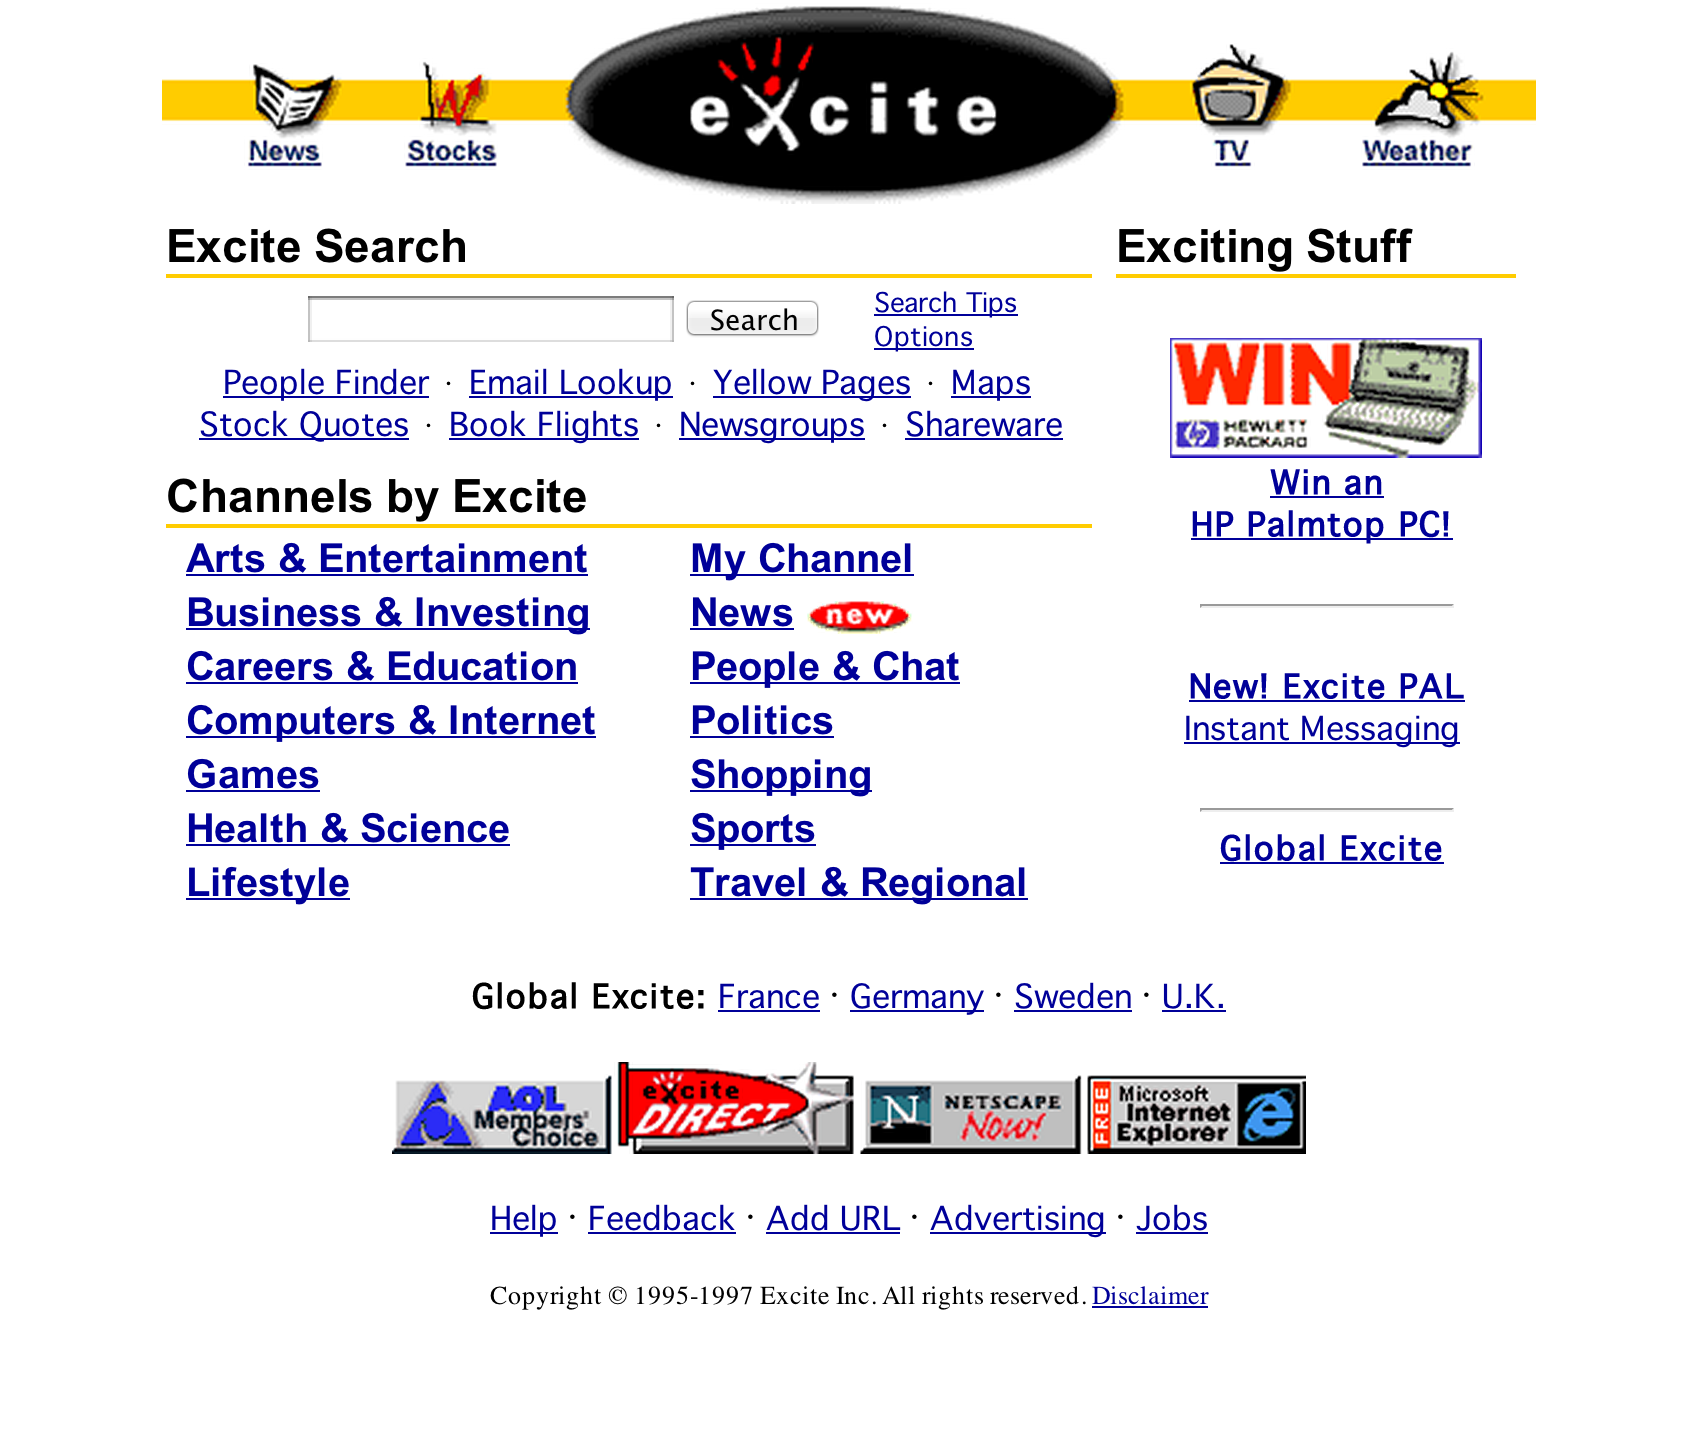 excite
News Stocks TV Weather
Excite Search
Search
Search Tips
Options
People Finder · Email Lookup · Yellow Pages · Maps
Stock Quotes · Book Flights · Newsgroups · Shareware
Channels by Excite
Arts & Entertainment
Business & Investing
Careers & Education
Computers & Internet
Games
Health & Science
Lifestyle
My Channel
News new
People & Chat
Politics
Shopping
Sports
Travel & Regional
Exciting Stuff
WIN
hp HEWLETT
PACKARD
Win an
HP Palmtop PC!
New! Excite PAL
Instant Messaging
Global Excite
Global Excite: France · Germany · Sweden · U.K.
AOL
Members'
Choice
excite
DIRECT
N NETSCAPE
Now!
FREE
Microsoft
Internet
Explorer
Help · Feedback · Add URL · Advertising · Jobs
Copyright © 1995-1997 Excite Inc. All rights reserved. Disclaimer